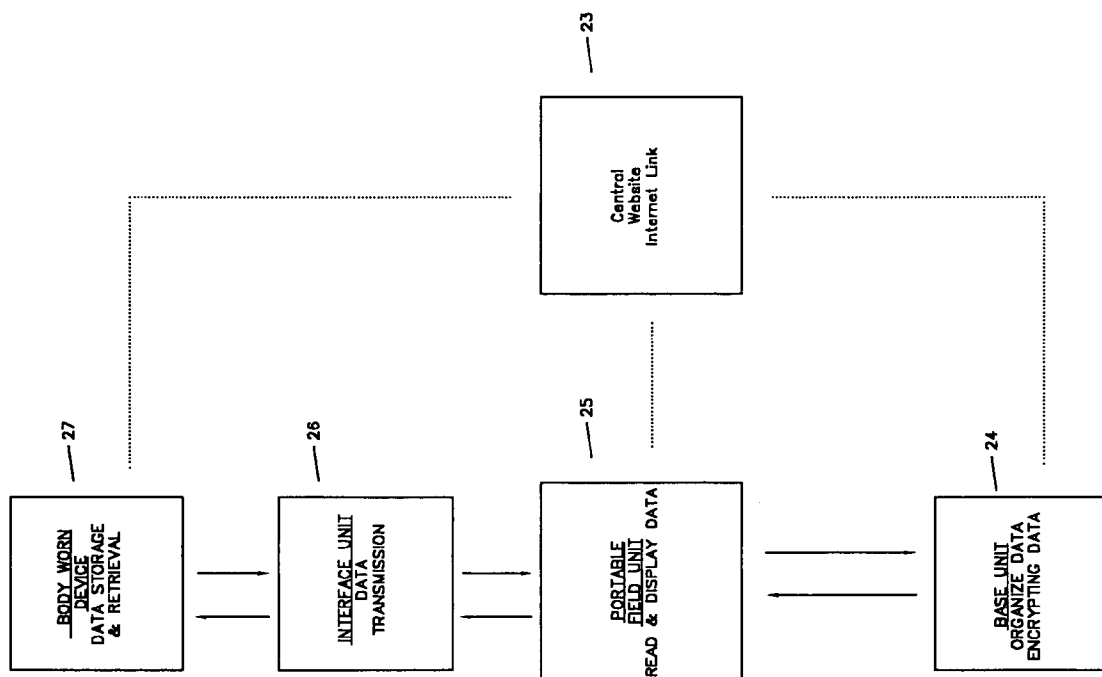 27
BODY WORN
DEVICE
DATA STORAGE
& RETRIEVAL
26
INTERFACE UNIT
DATA
TRANSMISSION
25
PORTABLE
FIELD UNIT
READ & DISPLAY DATA
24
BASE UNIT
ORGANIZE DATA
ENCRYPTING DATA
23
Central
Website
Internet Link